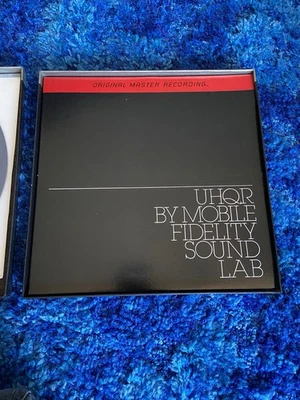 ORIGINAL MASTER RECORDING.
UHQR
BY MOBILE
FIDELITY
SOUND
LAB